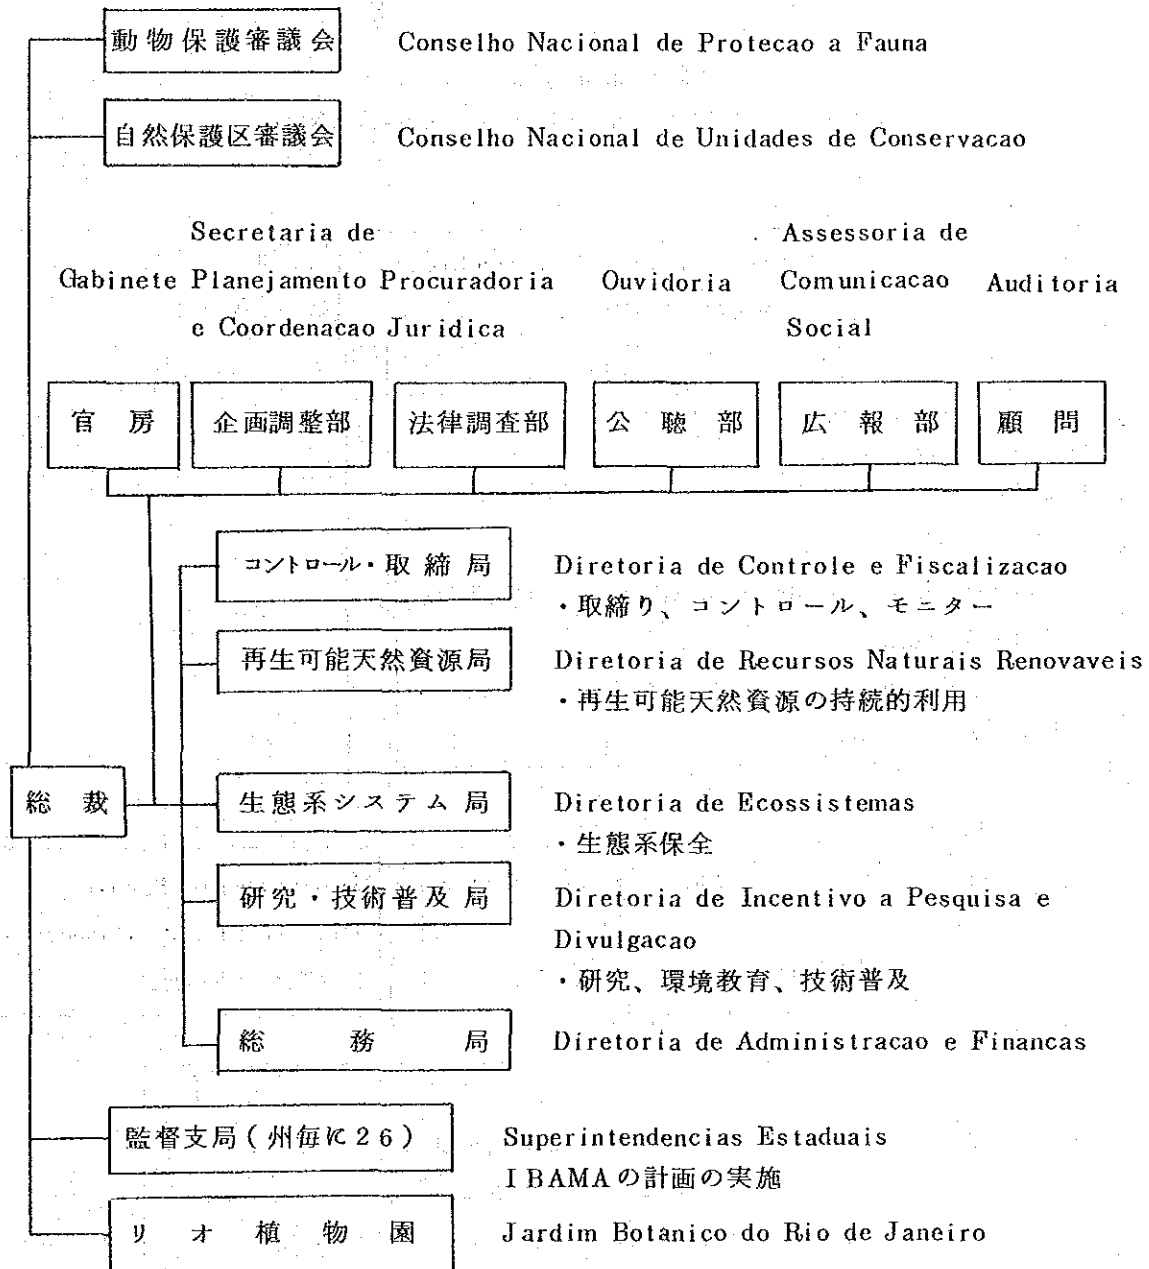 動物保護審議会 Conselho Nacional de Protecao a Fauna
自然保護区審議会 Conselho Nacional de Unidades de Conservacao
Secretaria de Assessoria de
Gabinete Planejamento Procuradoria Ouvidoria Comunicacao Auditoria
e Coordenacao Juridica Social
官房 企画調整部 法律調査部 公聴部 広報部 顧問
コントロール・取締局 Diretoria de Controle e Fiscalizacao
・取締り、コントロール、モニター
再生可能天然資源局 Diretoria de Recursos Naturais Renovaveis
・再生可能天然資源の持続的利用
総裁 生態系システム局 Diretoria de Ecossistemas
・生態系保全
研究・技術普及局 Diretoria de Incentivo a Pesquisa e
Divulgacao
・研究、環境教育、技術普及
総務局 Diretoria de Administracao e Financas
監督支局(州毎に26) Superintendencias Estaduais
IBAMAの計画の実施
リオ植物園 Jardim Botanico do Rio de Janeiro